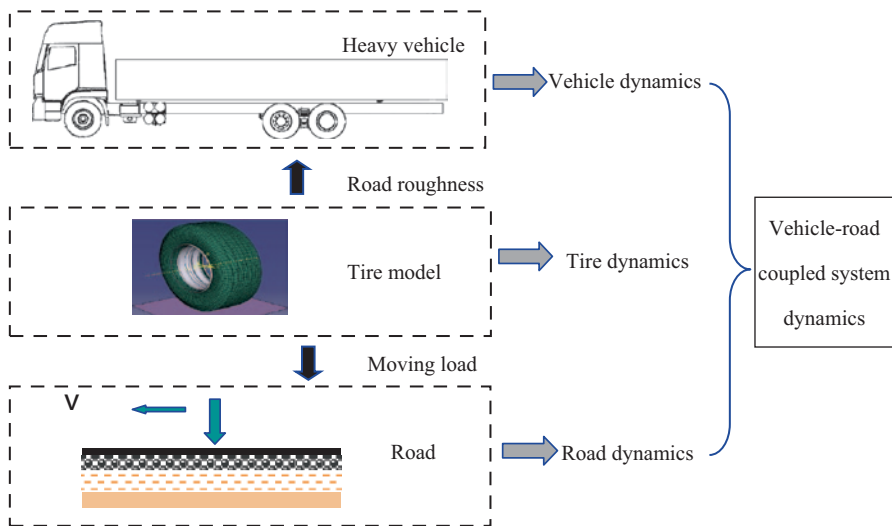 Heavy vehicle
Vehicle dynamics
Road roughness
Tire model
Tire dynamics
Vehicle-road
coupled system
dynamics
Moving load
V
Road
Road dynamics